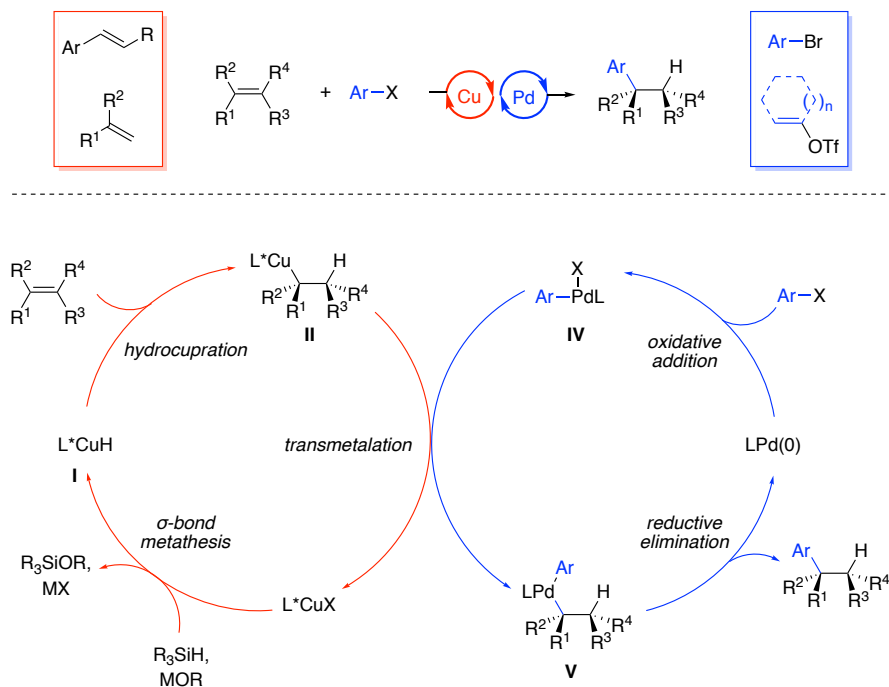 Ar R
R² R¹
R² R⁴ R¹ R³ + Ar–X Cu Pd Ar H R² R¹ R³ R⁴
Ar–Br
( )n OTf
R² R⁴ R¹ R³
L*Cu H R² R¹ R³ R⁴
II
X Ar–PdL
IV
Ar–X
hydrocupration
oxidative
addition
L*CuH
I
transmetalation
LPd(0)
σ-bond
metathesis
reductive
elimination
R₃SiOR,
MX
L*CuX
R₃SiH,
MOR
Ar LPd H R² R¹ R³ R⁴
V
Ar H R² R¹ R³ R⁴